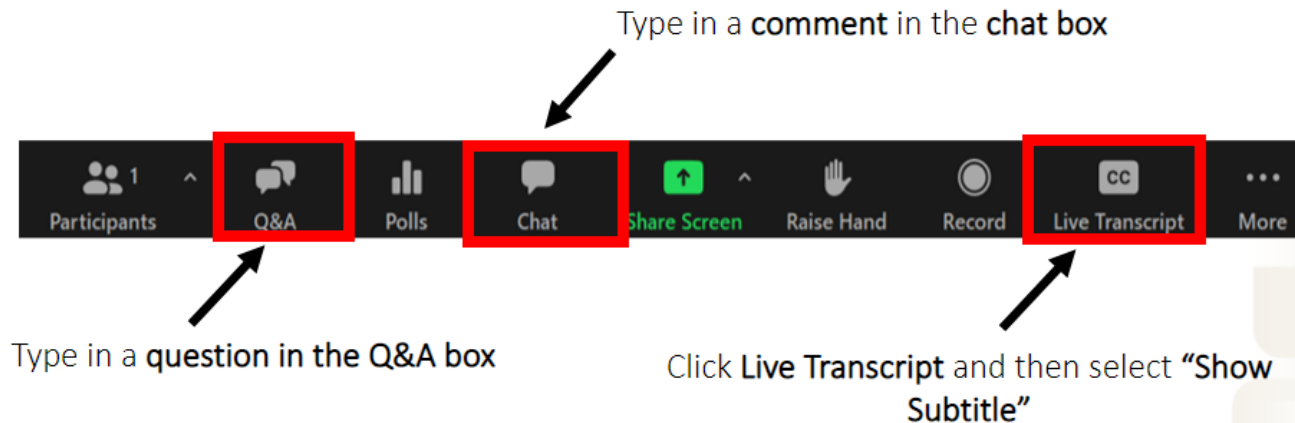 Type in a comment in the chat box
1
Participants
Q&A
Polls
Chat
Share Screen
Raise Hand
Record
CC
Live Transcript
More
Type in a question in the Q&A box
Click Live Transcript and then select “Show
Subtitle”